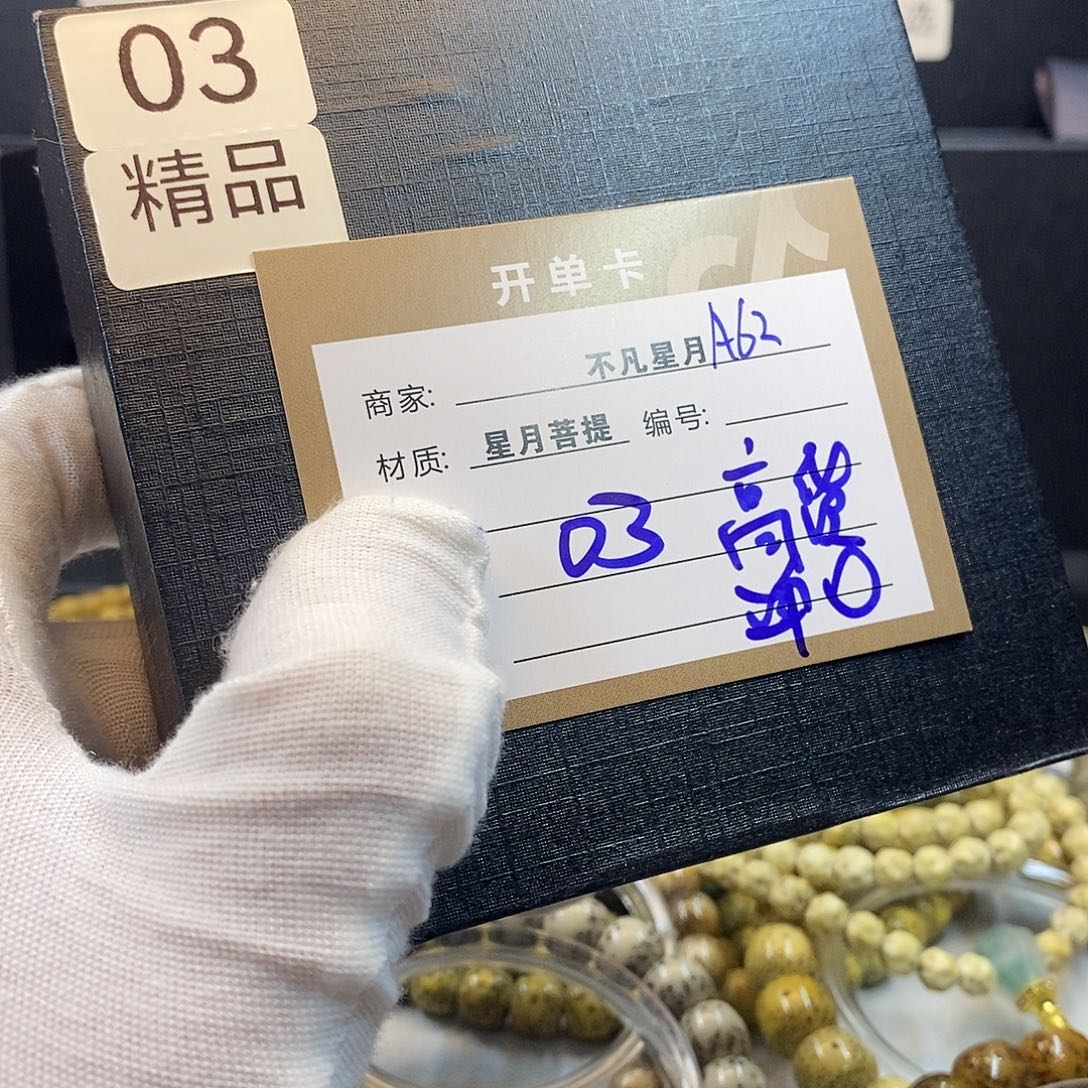 03
精品
开单卡
商家: 不凡星月A62
材质: 星月菩提 编号:
03 高